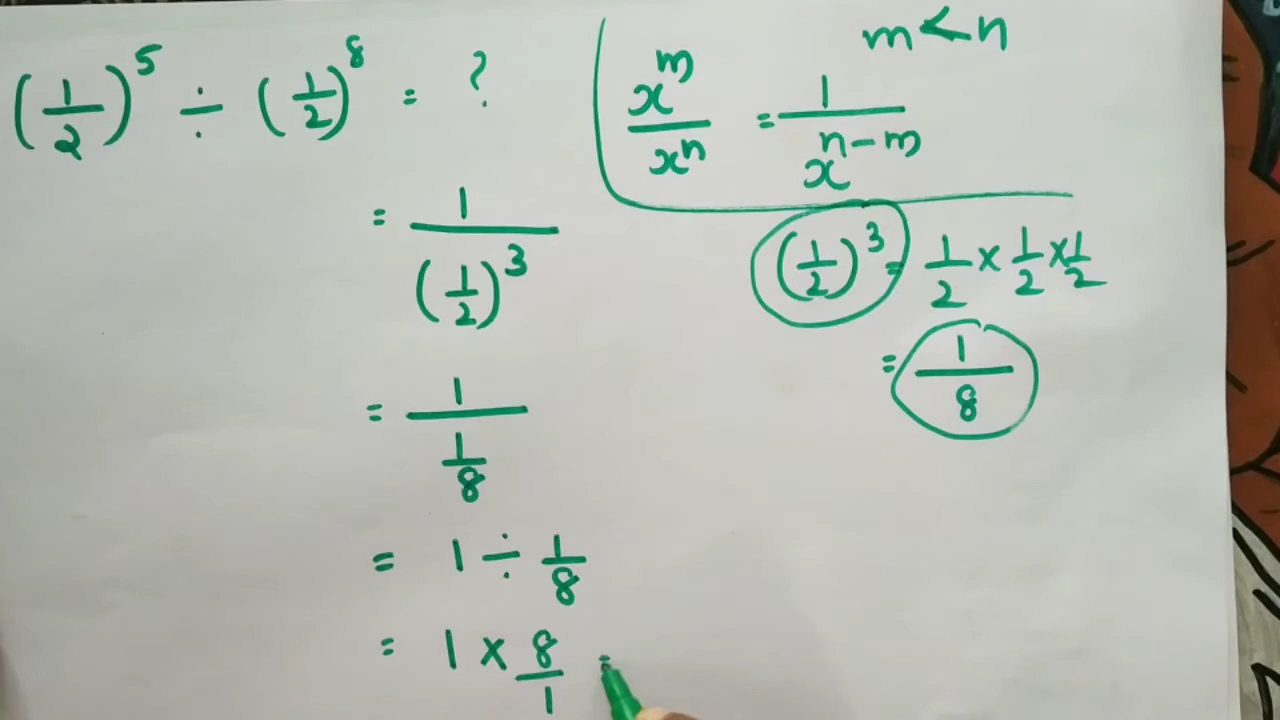 (1/2)^5 ÷ (1/2)^8 = ?
m < n
x^m/x^n = 1/x^(n-m)
= 1/(1/2)^3
(1/2)^3 = 1/2 × 1/2 × 1/2
= 1/8
= 1/(1/8)
= 1 ÷ 1/8
= 1 × 8/1 =